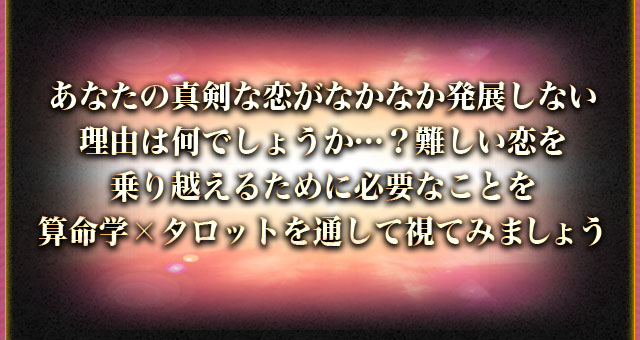 あなたの真剣な恋がなかなか発展しない
理由は何でしょうか…？難しい恋を
乗り越えるために必要なことを
算命学×タロットを通して視てみましょう